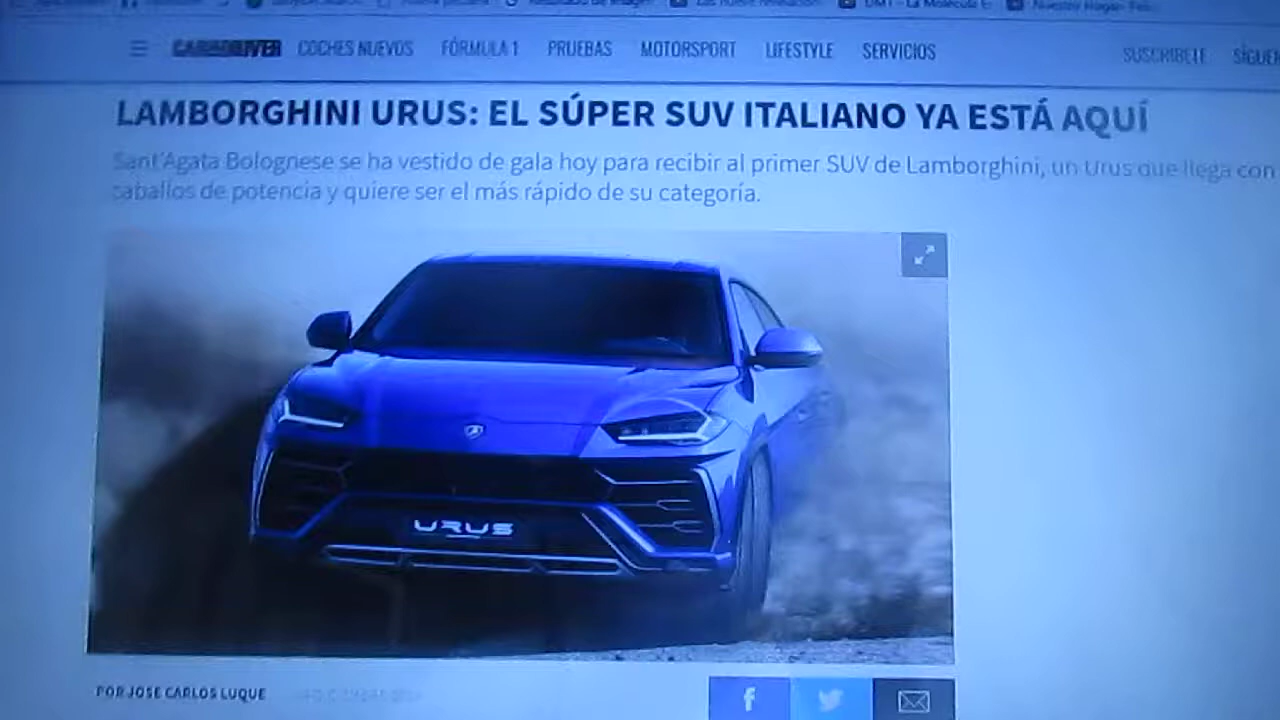 CARANDDRIVER COCHES NUEVOS FÓRMULA 1 PRUEBAS MOTORSPORT LIFESTYLE SERVICIOS SUSCRÍBETE
LAMBORGHINI URUS: EL SÚPER SUV ITALIANO YA ESTÁ AQUÍ
Sant'Agata Bolognese se ha vestido de gala hoy para recibir al primer SUV de Lamborghini, un Urus que llega con
caballos de potencia y quiere ser el más rápido de su categoría.
URUS
POR JOSE CARLOS LUQUE